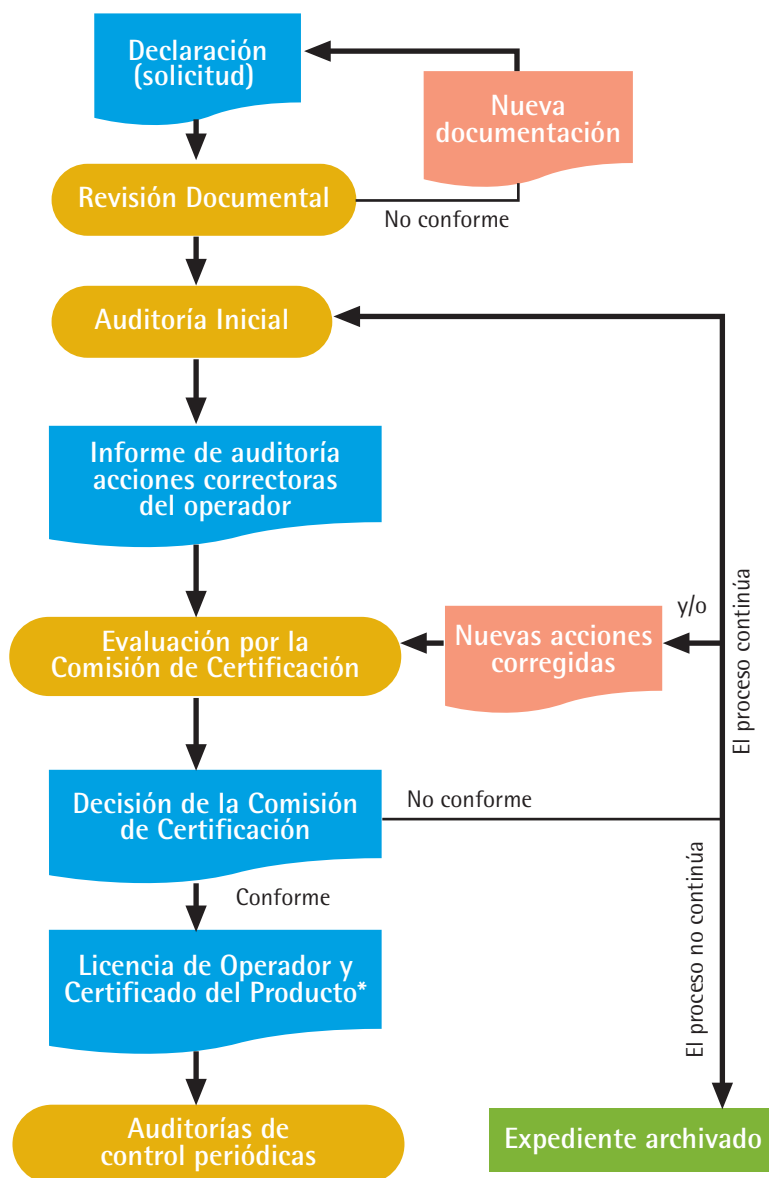 Declaración
(solicitud)
Nueva
documentación
Revisión Documental
No conforme
Auditoría Inicial
Informe de auditoría
acciones correctoras
del operador
Evaluación por la
Comisión de Certificación
y/o
Nuevas acciones
corregidas
El proceso continúa
Decisión de la Comisión
de Certificación
No conforme
El proceso no continúa
Conforme
Licencia de Operador y
Certificado del Producto*
Auditorías de
control periódicas
Expediente archivado